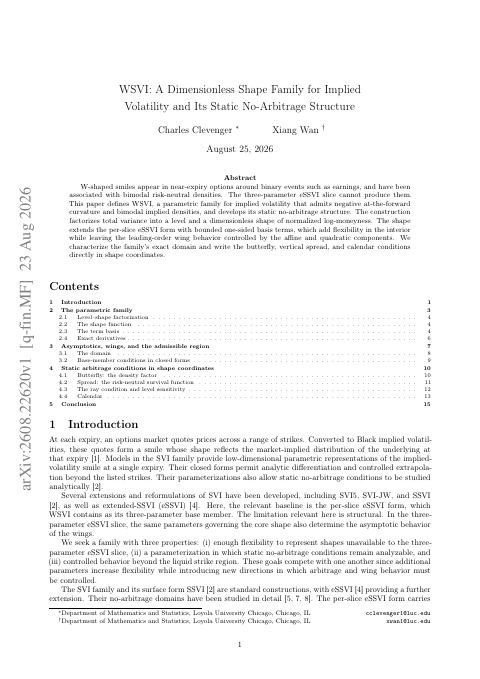 WSVI: A Dimensionless Shape Family for Implied
Volatility and Its Static No-Arbitrage Structure
Charles Clevenger * Xiang Wan †
August 25, 2026
Abstract
W-shaped smiles appear in near-expiry options around binary events such as earnings, and have been
associated with bimodal risk-neutral densities. The three-parameter eSSVI slice cannot produce them.
This paper defines WSVI, a parametric family for implied volatility that admits negative at-the-forward
curvature and bimodal implied densities, and develops its static no-arbitrage structure. The construction
factorizes total variance into a level and a dimensionless shape of normalized log-moneyness. The shape
extends the per-slice eSSVI form with bounded one-sided basis terms, which add flexibility in the interior
while leaving the leading-order wing behavior controlled by the affine and quadratic components. We
characterize the family's exact domain and write the butterfly, vertical spread, and calendar conditions
directly in shape coordinates.
Contents
1 Introduction 1
2 The parametric family 3
2.1 Level-shape factorization . . . . . . . . . . . . . . . . . . . . 4
2.2 The shape function . . . . . . . . . . . . . . . . . . . . 4
2.3 The term basis . . . . . . . . . . . . . . . . . . . . 4
2.4 Exact derivatives . . . . . . . . . . . . . . . . . . . . 6
3 Asymptotics, wings, and the admissible region 7
3.1 The domain . . . . . . . . . . . . . . . . . . . . 8
3.2 Base-member conditions in closed forms . . . . . . . . . . . . . . . . . . . . 9
4 Static arbitrage conditions in shape coordinates 10
4.1 Butterfly: the density factor . . . . . . . . . . . . . . . . . . . . 10
4.2 Spread: the risk-neutral survival function . . . . . . . . . . . . . . . . . . . . 11
4.3 The ray condition and level sensitivity . . . . . . . . . . . . . . . . . . . . 12
4.4 Calendar . . . . . . . . . . . . . . . . . . . . 13
5 Conclusion 15
1 Introduction
At each expiry, an options market quotes prices across a range of strikes. Converted to Black implied volatil-
ities, these quotes form a smile whose shape reflects the market-implied distribution of the underlying at
that expiry [1]. Models in the SVI family provide low-dimensional parametric representations of the implied-
volatility smile at a single expiry. Their closed forms permit analytic differentiation and controlled extrapola-
tion beyond the listed strikes. Their parameterizations also allow static no-arbitrage conditions to be studied
analytically [2].
Several extensions and reformulations of SVI have been developed, including SVI5, SVI-JW, and SSVI
[2], as well as extended-SSVI (eSSVI) [4]. Here, the relevant baseline is the per-slice eSSVI form, which
WSVI contains as its three-parameter base member. The limitation relevant here is structural. In the three-
parameter eSSVI slice, the same parameters governing the core shape also determine the asymptotic behavior
of the wings.
We seek a family with three properties: (i) enough flexibility to represent shapes unavailable to the three-
parameter eSSVI slice, (ii) a parameterization in which static no-arbitrage conditions remain analyzable, and
(iii) controlled behavior beyond the liquid strike region. These goals compete with one another since additional
parameters increase flexibility while introducing new directions in which arbitrage and wing behavior must
be controlled.
The SVI family and its surface form SSVI [2] are standard constructions, with eSSVI [4] providing a further
extension. Their no-arbitrage domains have been studied in detail [5, 7, 8]. The per-slice eSSVI form carries
*Department of Mathematics and Statistics, Loyola University Chicago, Chicago, IL cclevenger1@luc.edu
†Department of Mathematics and Statistics, Loyola University Chicago, Chicago, IL xwan1@luc.edu
1
arXiv:2608.22620v1 [q-fin.MF] 23 Aug 2026